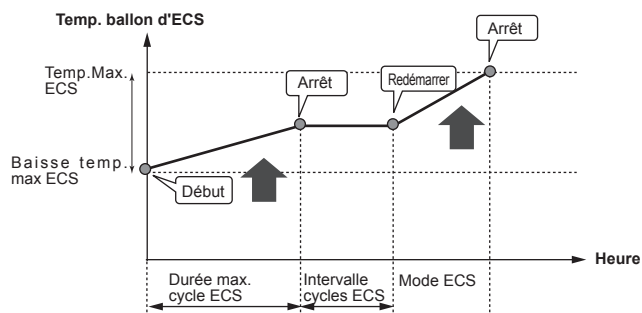 Temp. ballon d'ECS
Arrêt
Temp.Max.
ECS
Arrêt
Redémarrer
Baisse temp.
max ECS
Début
Heure
Durée max.
cycle ECS
Intervalle
cycles ECS
Mode ECS